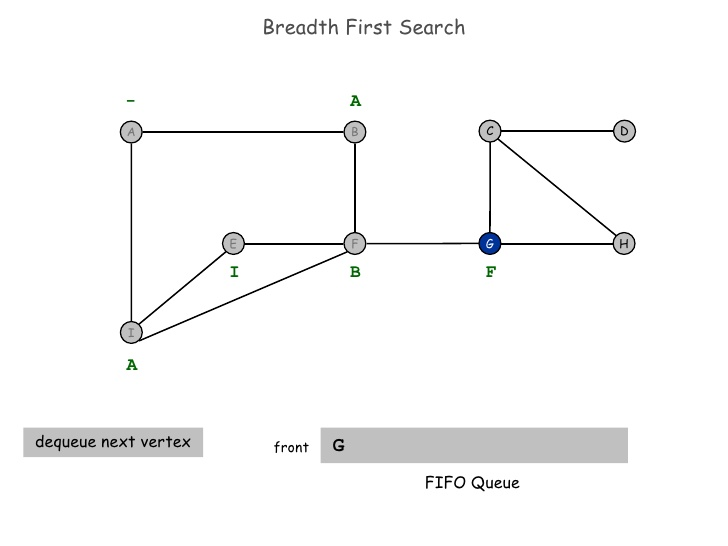 Breadth First Search
- A
A B C D
E F G H
I B F
I
A
dequeue next vertex
front G
FIFO Queue